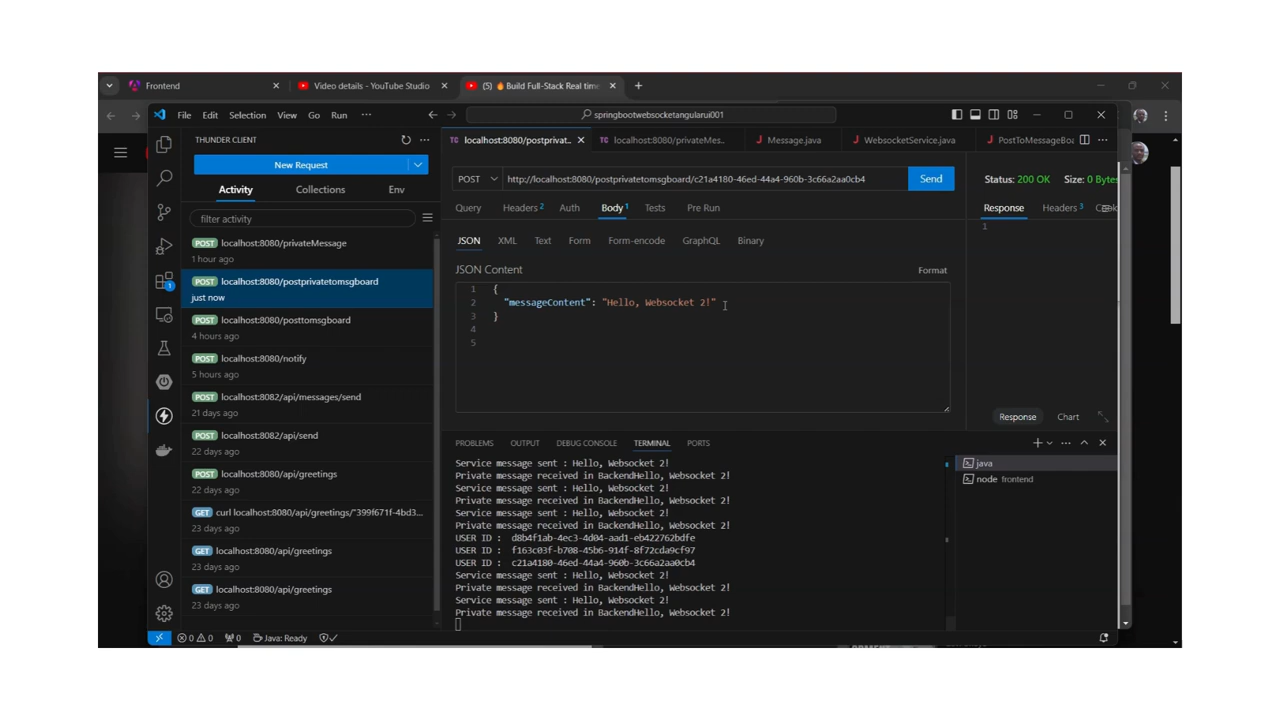 Frontend
Video details - YouTube Studio
(5) 🔥 Build Full-Stack Real time
File Edit Selection View Go Run ···
springbootwebsocketangularui001
THUNDER CLIENT
localhost:8080/postprivat...
localhost:8080/privateMes...
Message.java
WebsocketService.java
PostToMessageBoa
New Request
POST
http://localhost:8080/postprivatetomsgboard/c21a4180-46ed-44a4-960b-3c66a2aa0cb4
Send
Status: 200 OK Size: 0 Bytes
Activity
Collections
Env
Query
Headers 2
Auth
Body 1
Tests
Pre Run
Response
Headers 3
filter activity
JSON
XML
Text
Form
Form-encode
GraphQL
Binary
1
POST localhost:8080/privateMessage
1 hour ago
POST localhost:8080/postprivatetomsgboard
just now
POST localhost:8080/posttomsgboard
4 hours ago
POST localhost:8080/notify
5 hours ago
POST localhost:8082/api/messages/send
21 days ago
POST localhost:8082/api/send
22 days ago
POST localhost:8080/api/greetings
22 days ago
GET curl localhost:8080/api/greetings/"399f671f-4bd3...
23 days ago
GET localhost:8080/api/greetings
23 days ago
GET localhost:8080/api/greetings
23 days ago
JSON Content
Format
1 {
2 "messageContent": "Hello, Websocket 2!"
3 }
4
5
Response
Chart
PROBLEMS
OUTPUT
DEBUG CONSOLE
TERMINAL
PORTS
Service message sent : Hello, Websocket 2!
Private message received in BackendHello, Websocket 2!
Service message sent : Hello, Websocket 2!
Private message received in BackendHello, Websocket 2!
Service message sent : Hello, Websocket 2!
Private message received in BackendHello, Websocket 2!
USER ID : d8b4f1ab-4ec3-4d04-aad1-eb422762bdfe
USER ID : f163c03f-b708-45b6-914f-8f72cda9cf97
USER ID : c21a4180-46ed-44a4-960b-3c66a2aa0cb4
Service message sent : Hello, Websocket 2!
Private message received in BackendHello, Websocket 2!
Service message sent : Hello, Websocket 2!
Private message received in BackendHello, Websocket 2!
java
node frontend
0 0 0 Java: Ready